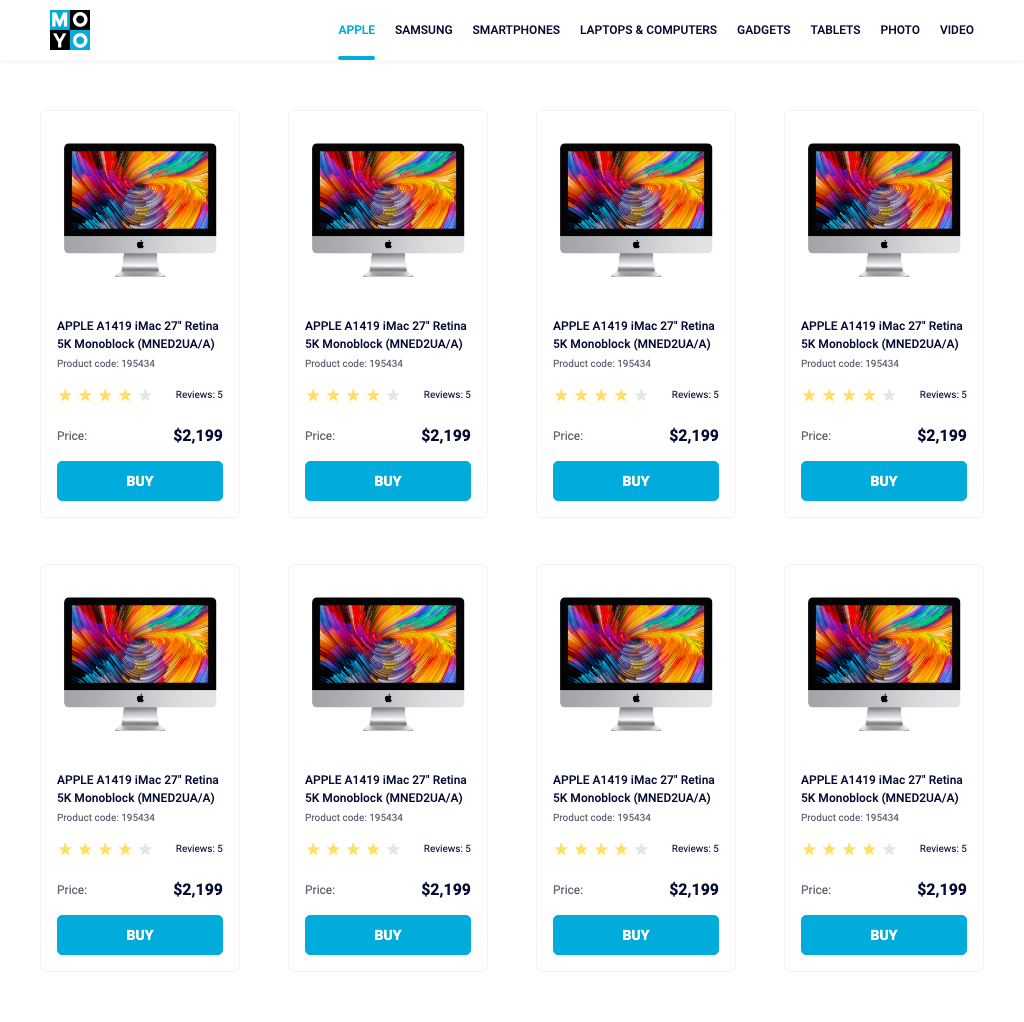 MO
YO
APPLE SAMSUNG SMARTPHONES LAPTOPS & COMPUTERS GADGETS TABLETS PHOTO VIDEO
APPLE A1419 iMac 27" Retina
5K Monoblock (MNED2UA/A)
Product code: 195434
Reviews: 5
Price: $2,199
BUY
APPLE A1419 iMac 27" Retina
5K Monoblock (MNED2UA/A)
Product code: 195434
Reviews: 5
Price: $2,199
BUY
APPLE A1419 iMac 27" Retina
5K Monoblock (MNED2UA/A)
Product code: 195434
Reviews: 5
Price: $2,199
BUY
APPLE A1419 iMac 27" Retina
5K Monoblock (MNED2UA/A)
Product code: 195434
Reviews: 5
Price: $2,199
BUY
APPLE A1419 iMac 27" Retina
5K Monoblock (MNED2UA/A)
Product code: 195434
Reviews: 5
Price: $2,199
BUY
APPLE A1419 iMac 27" Retina
5K Monoblock (MNED2UA/A)
Product code: 195434
Reviews: 5
Price: $2,199
BUY
APPLE A1419 iMac 27" Retina
5K Monoblock (MNED2UA/A)
Product code: 195434
Reviews: 5
Price: $2,199
BUY
APPLE A1419 iMac 27" Retina
5K Monoblock (MNED2UA/A)
Product code: 195434
Reviews: 5
Price: $2,199
BUY